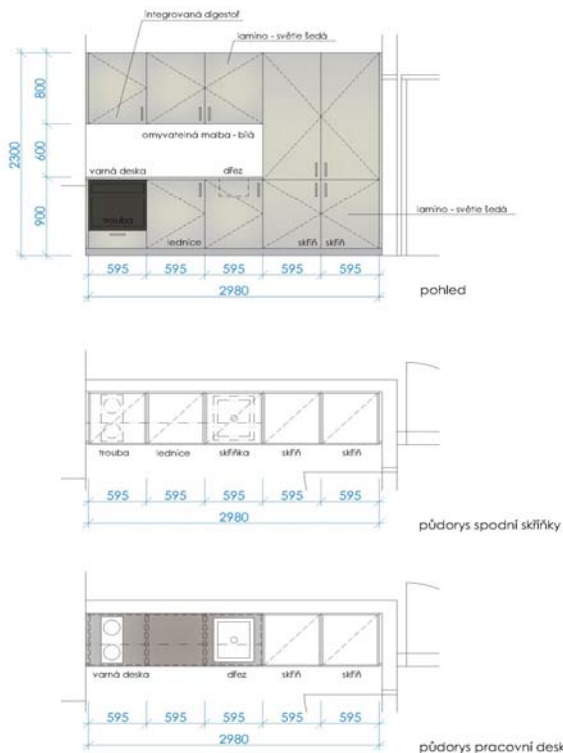 integrovaná digestoř
lamino - světle šedá
800
600
900
2300
omyvatelná malba - bílá
varná deska
dřez
trouba
lednice
skříň
skříň
lamino - světle šedá
595
595
595
595
595
2980
pohled
trouba
lednice
skříňka
skříň
skříň
595
595
595
595
595
2980
půdorys spodní skříňky
varná deska
dřez
skříň
skříň
595
595
595
595
595
2980
půdorys pracovní desk